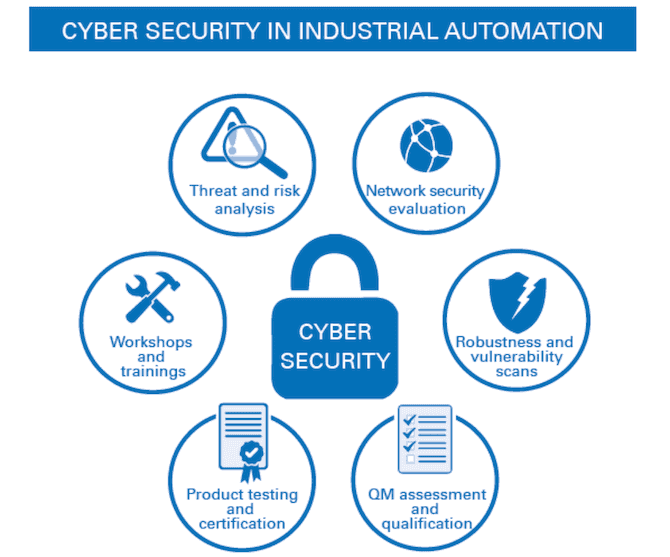 CYBER SECURITY IN INDUSTRIAL AUTOMATION
Threat and risk
analysis
Network security
evaluation
CYBER
SECURITY
Workshops
and
trainings
Robustness and
vulnerability
scans
Product testing
and
certification
QM assessment
and
qualification